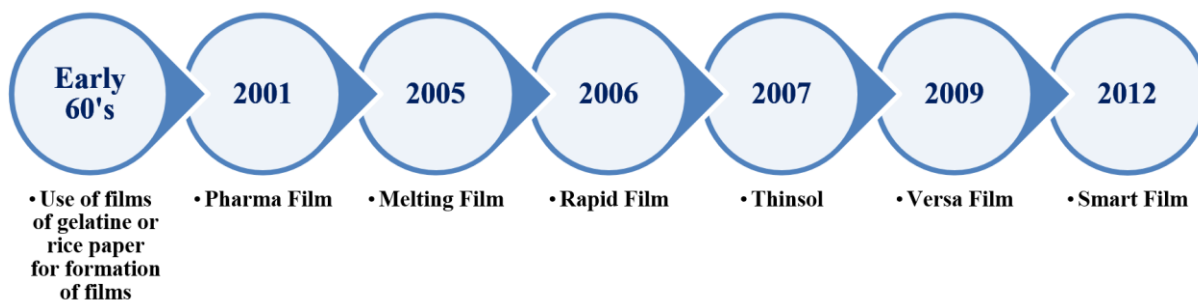 Early
60's
2001
2005
2006
2007
2009
2012
• Use of films
of gelatine or
rice paper
for formation
of films
• Pharma Film
• Melting Film
• Rapid Film
• Thinsol
• Versa Film
• Smart Film